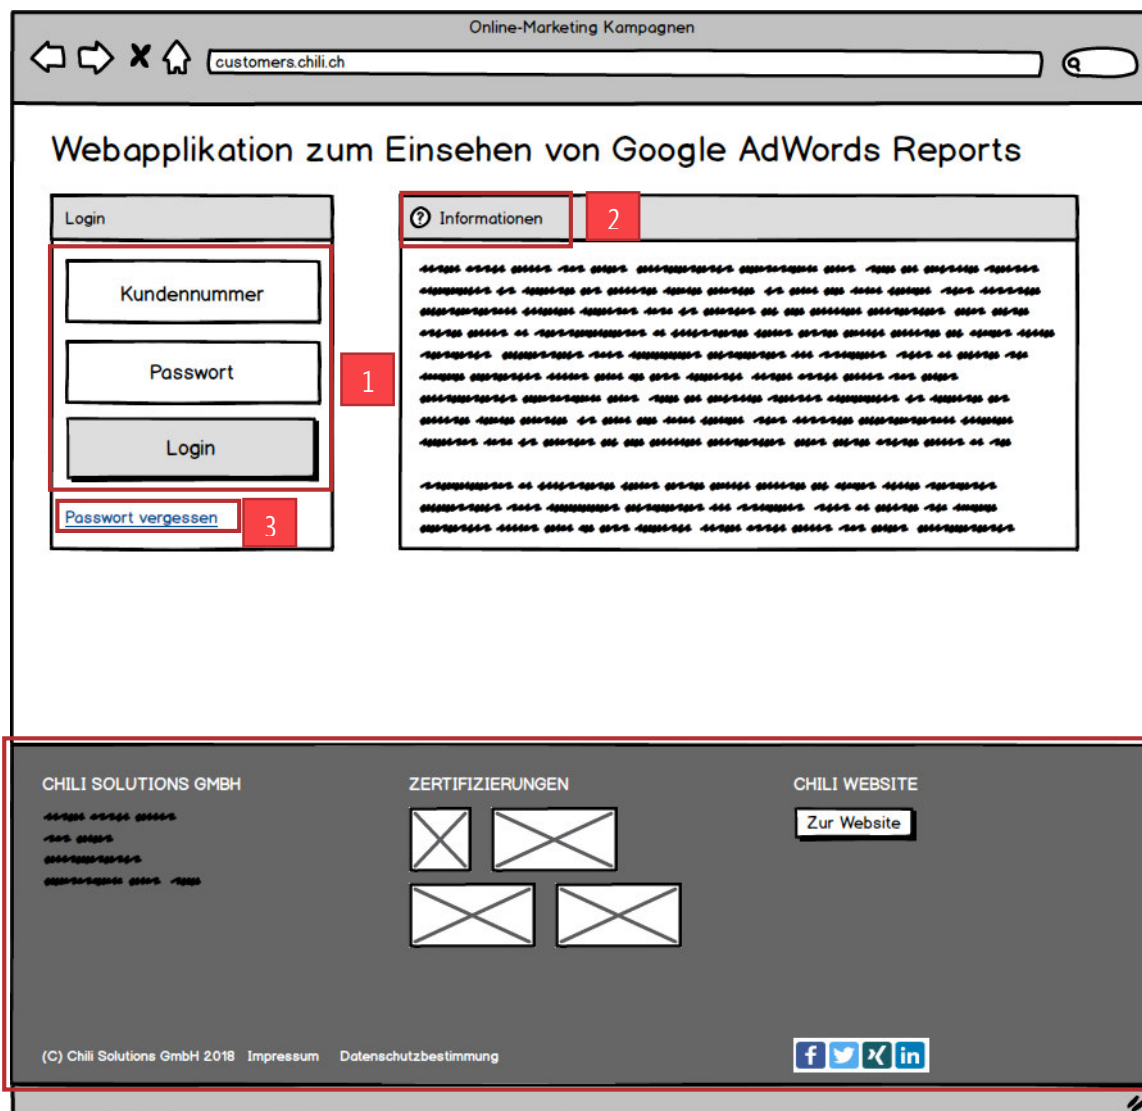 Online-Marketing Kampagnen
customers.chili.ch
Webapplikation zum Einsehen von Google AdWords Reports
Login
Kundennummer
Passwort
Login
1
Passwort vergessen
3
? Informationen
2
CHILI SOLUTIONS GMBH
ZERTIFIZIERUNGEN
CHILI WEBSITE
Zur Website
(C) Chili Solutions GmbH 2018 Impressum Datenschutzbestimmung